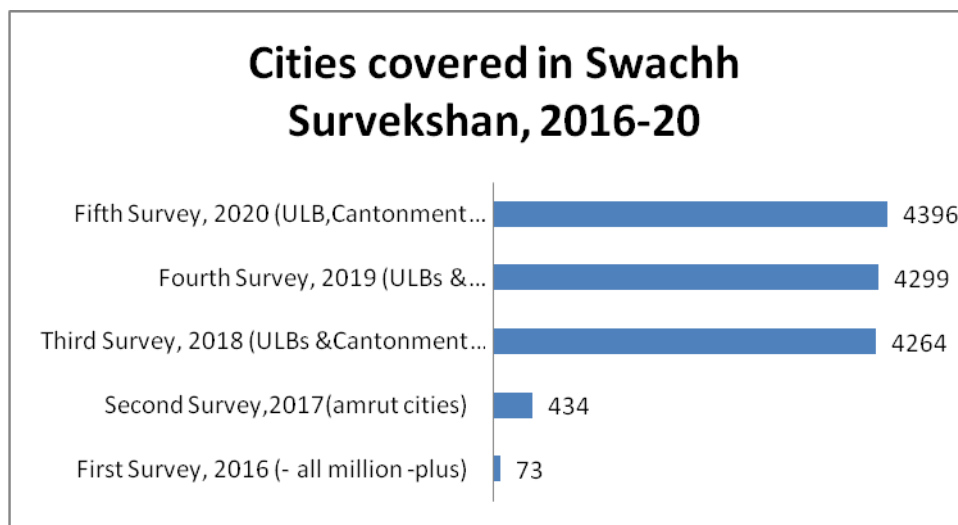 Cities covered in Swachh
Survekshan, 2016-20
Fifth Survey, 2020 (ULB,Cantonment... 4396
Fourth Survey, 2019 (ULBs &... 4299
Third Survey, 2018 (ULBs &Cantonment... 4264
Second Survey,2017(amrut cities) 434
First Survey, 2016 (- all million -plus) 73